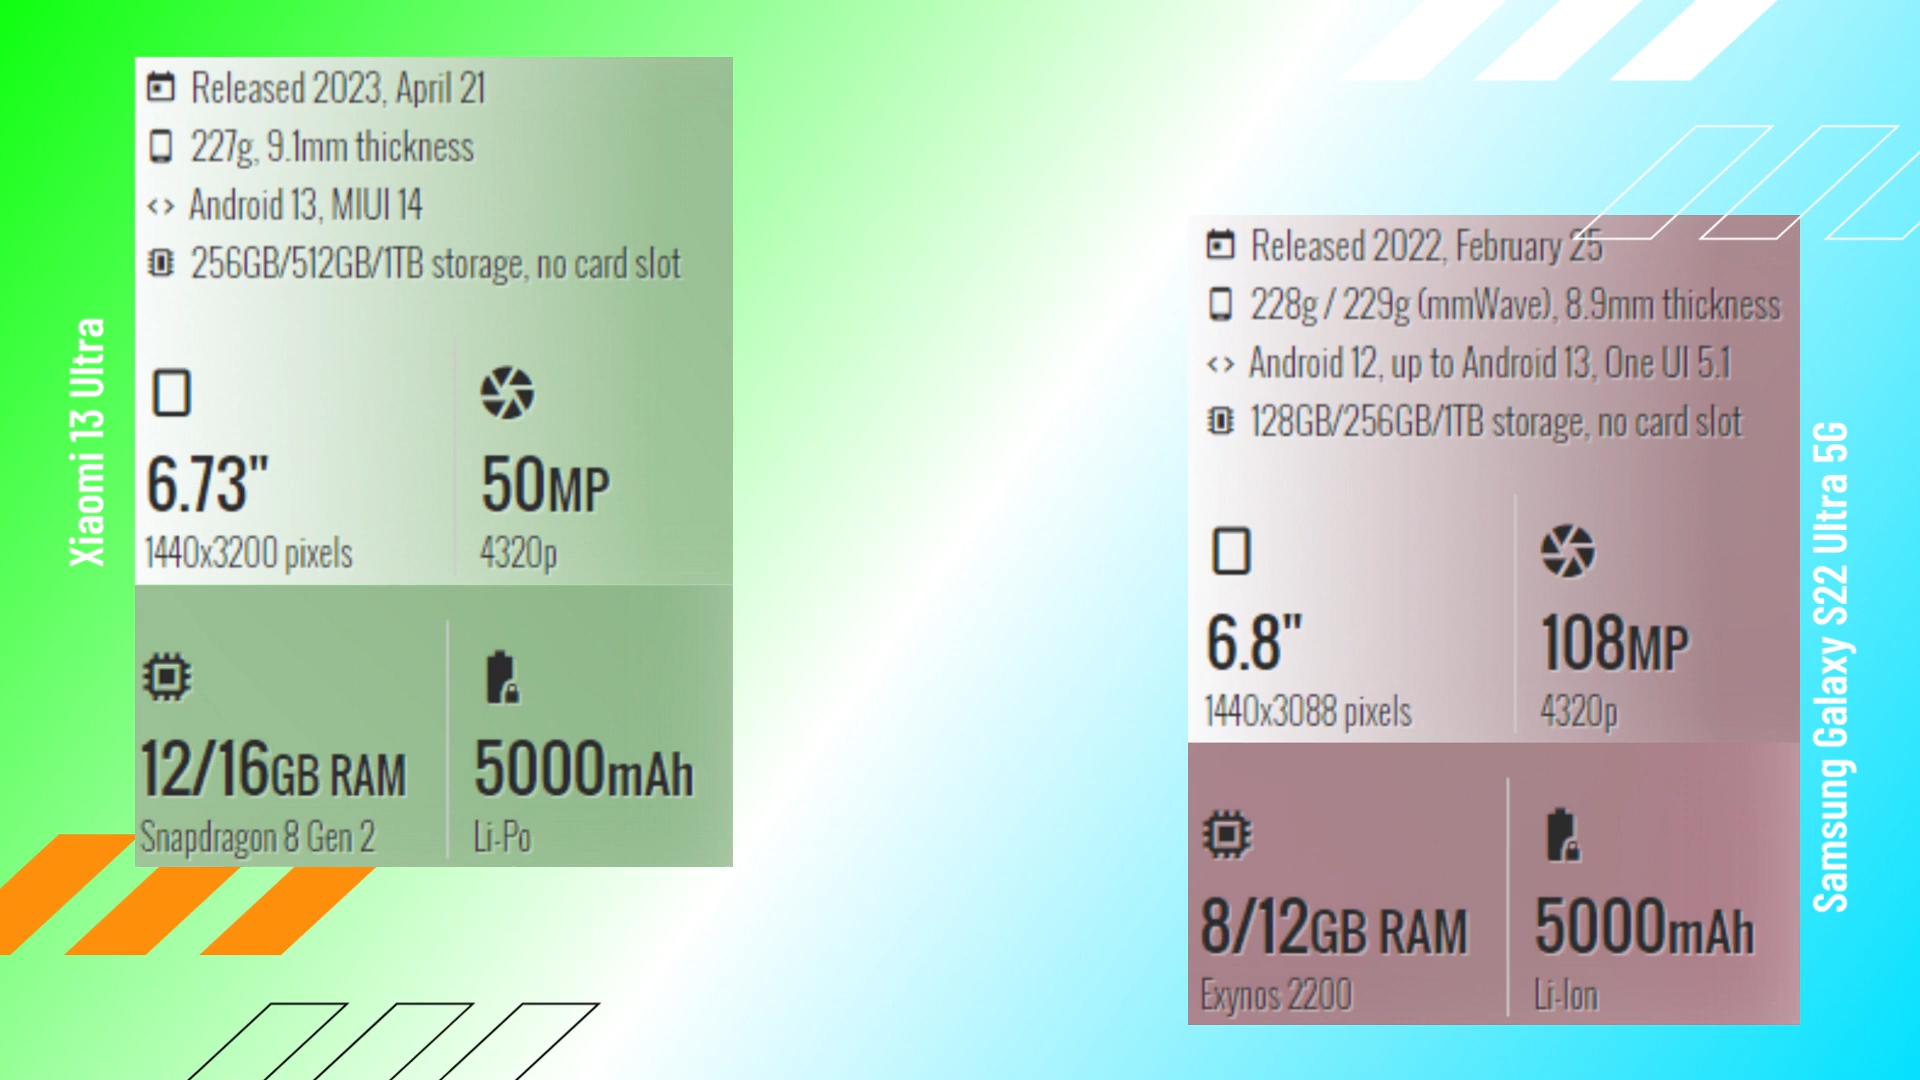 Xiaomi 13 Ultra
Released 2023, April 21
227g, 9.1mm thickness
Android 13, MIUI 14
256GB/512GB/1TB storage, no card slot
6.73"
1440x3200 pixels
50MP
4320p
12/16GB RAM
Snapdragon 8 Gen 2
5000mAh
Li-Po
Samsung Galaxy S22 Ultra 5G
Released 2022, February 25
228g / 229g (mmWave), 8.9mm thickness
Android 12, up to Android 13, One UI 5.1
128GB/256GB/1TB storage, no card slot
6.8"
1440x3088 pixels
108MP
4320p
8/12GB RAM
Exynos 2200
5000mAh
Li-Ion